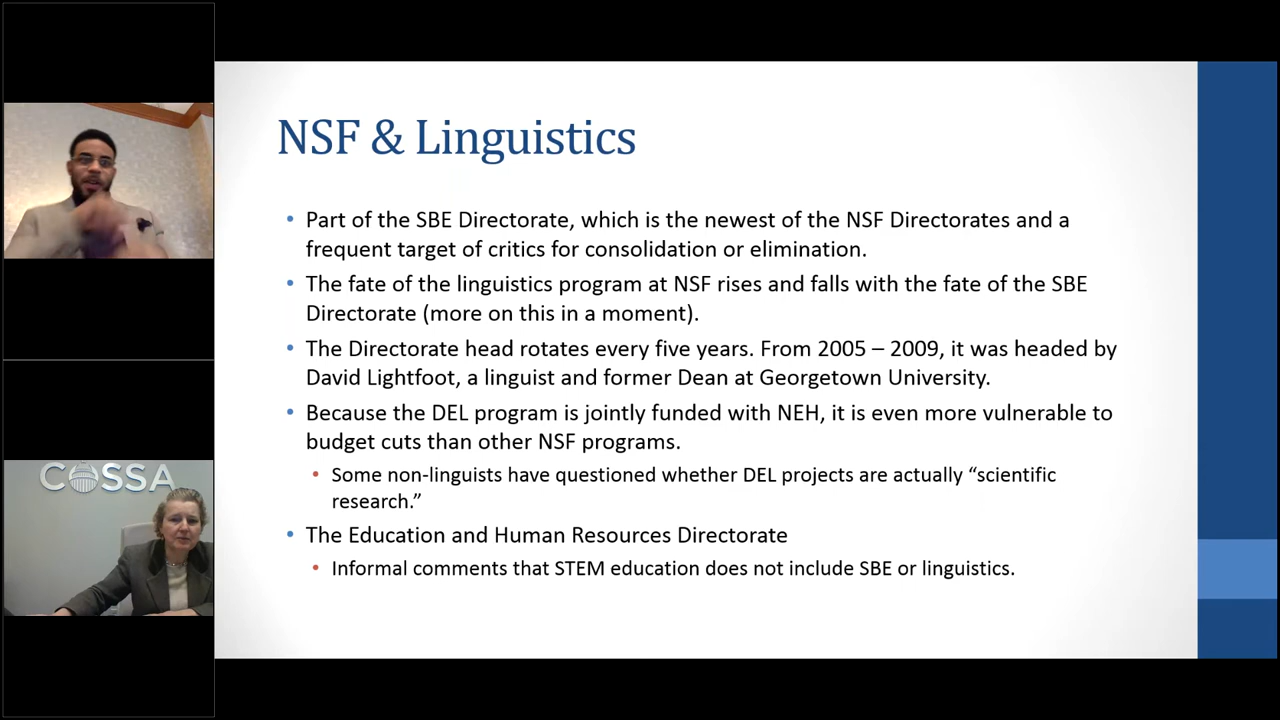 NSF & Linguistics
• Part of the SBE Directorate, which is the newest of the NSF Directorates and a
frequent target of critics for consolidation or elimination.
• The fate of the linguistics program at NSF rises and falls with the fate of the SBE
Directorate (more on this in a moment).
• The Directorate head rotates every five years. From 2005 – 2009, it was headed by
David Lightfoot, a linguist and former Dean at Georgetown University.
• Because the DEL program is jointly funded with NEH, it is even more vulnerable to
budget cuts than other NSF programs.
• Some non-linguists have questioned whether DEL projects are actually “scientific
research.”
• The Education and Human Resources Directorate
• Informal comments that STEM education does not include SBE or linguistics.
COSSA